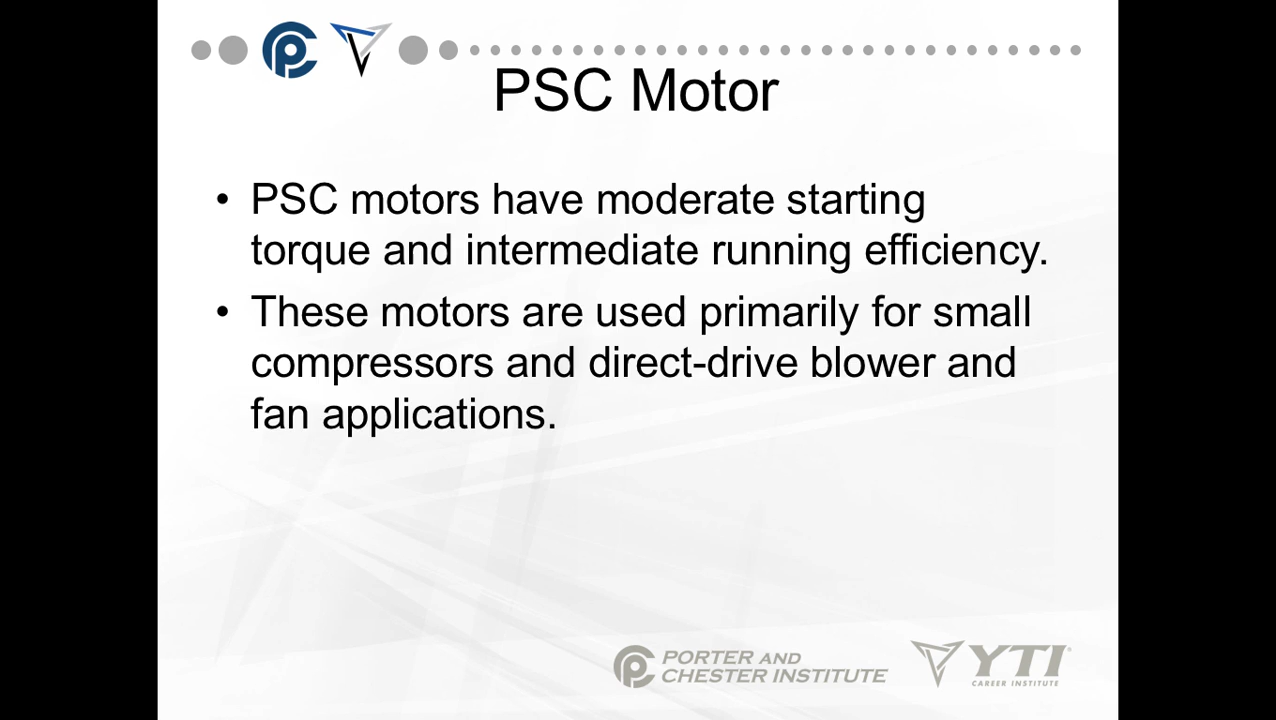 PSC Motor
• PSC motors have moderate starting
torque and intermediate running efficiency.
• These motors are used primarily for small
compressors and direct-drive blower and
fan applications.
PORTER AND
CHESTER INSTITUTE
YTI
CAREER INSTITUTE